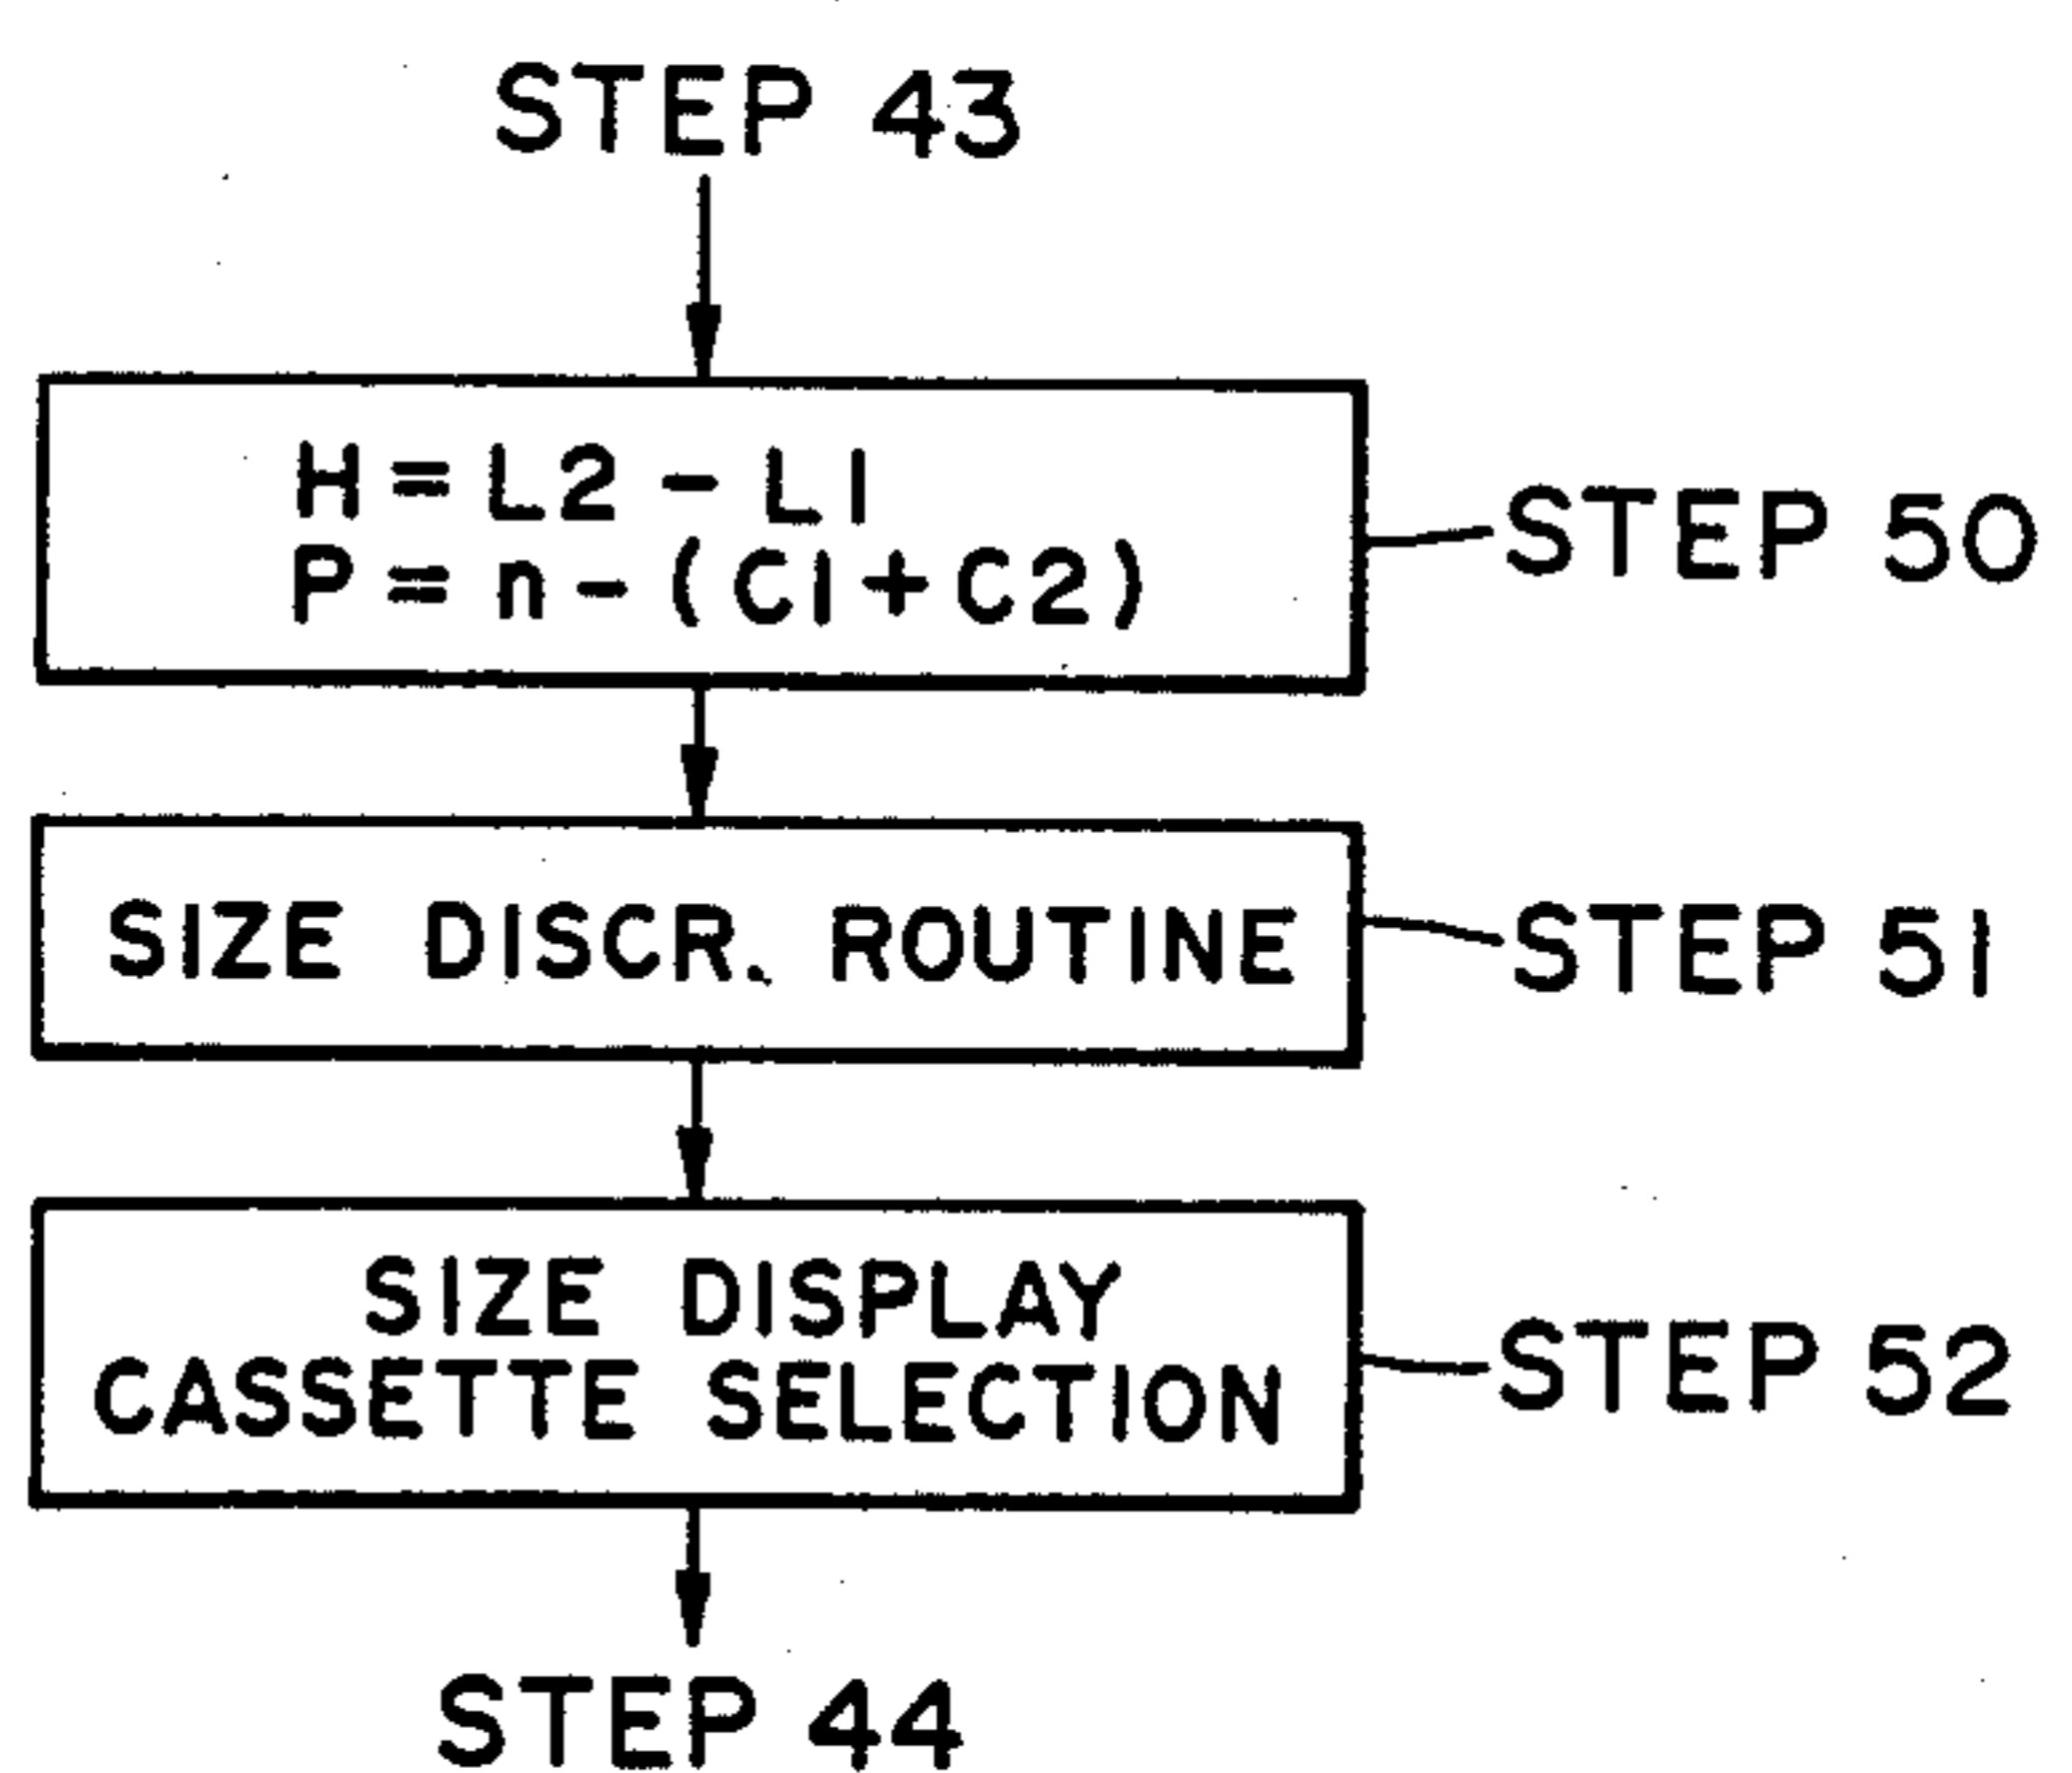 STEP 43
H = L2 - L1
P = n - (C1 + C2)
STEP 50
SIZE DISCR. ROUTINE
STEP 51
SIZE DISPLAY
CASSETTE SELECTION
STEP 52
STEP 44